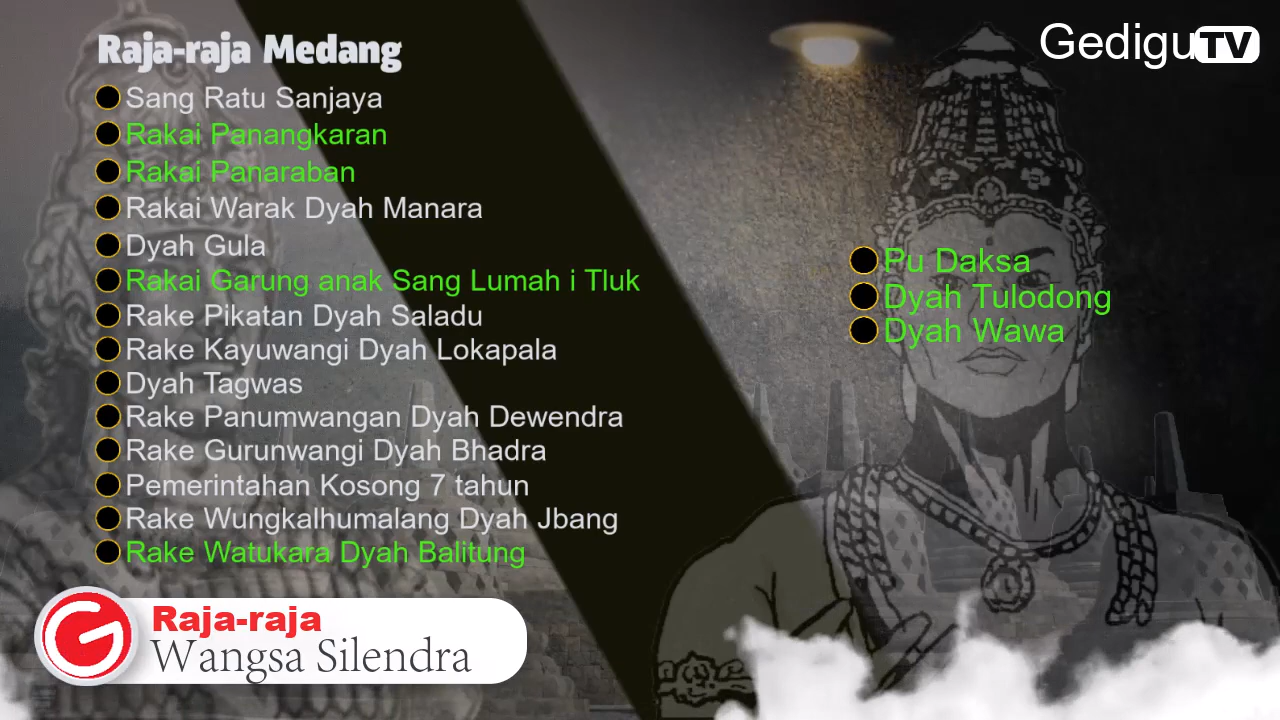 Raja-raja Medang
Sang Ratu Sanjaya
Rakai Panangkaran
Rakai Panaraban
Rakai Warak Dyah Manara
Dyah Gula
Rakai Garung anak Sang Lumah i Tluk
Rake Pikatan Dyah Saladu
Rake Kayuwangi Dyah Lokapala
Dyah Tagwas
Rake Panumwangan Dyah Dewendra
Rake Gurunwangi Dyah Bhadra
Pemerintahan Kosong 7 tahun
Rake Wungkalhumalang Dyah Jbang
Rake Watukara Dyah Balitung
Gedigu TV
Pu Daksa
Dyah Tulodong
Dyah Wawa
G
Raja-raja
Wangsa Silendra